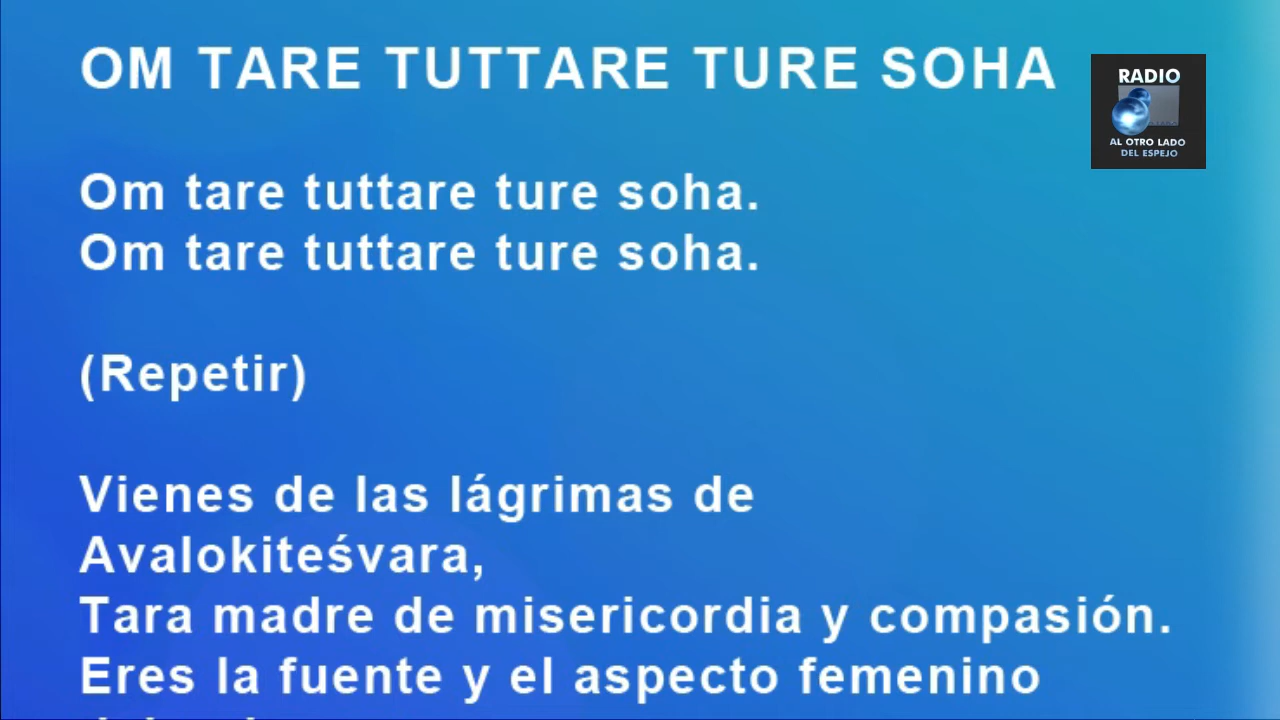 OM TARE TUTTARE TURE SOHA
RADIO
AL OTRO LADO
DEL ESPEJO
Om tare tuttare ture soha.
Om tare tuttare ture soha.
(Repetir)
Vienes de las lágrimas de
Avalokiteśvara,
Tara madre de misericordia y compasión.
Eres la fuente y el aspecto femenino